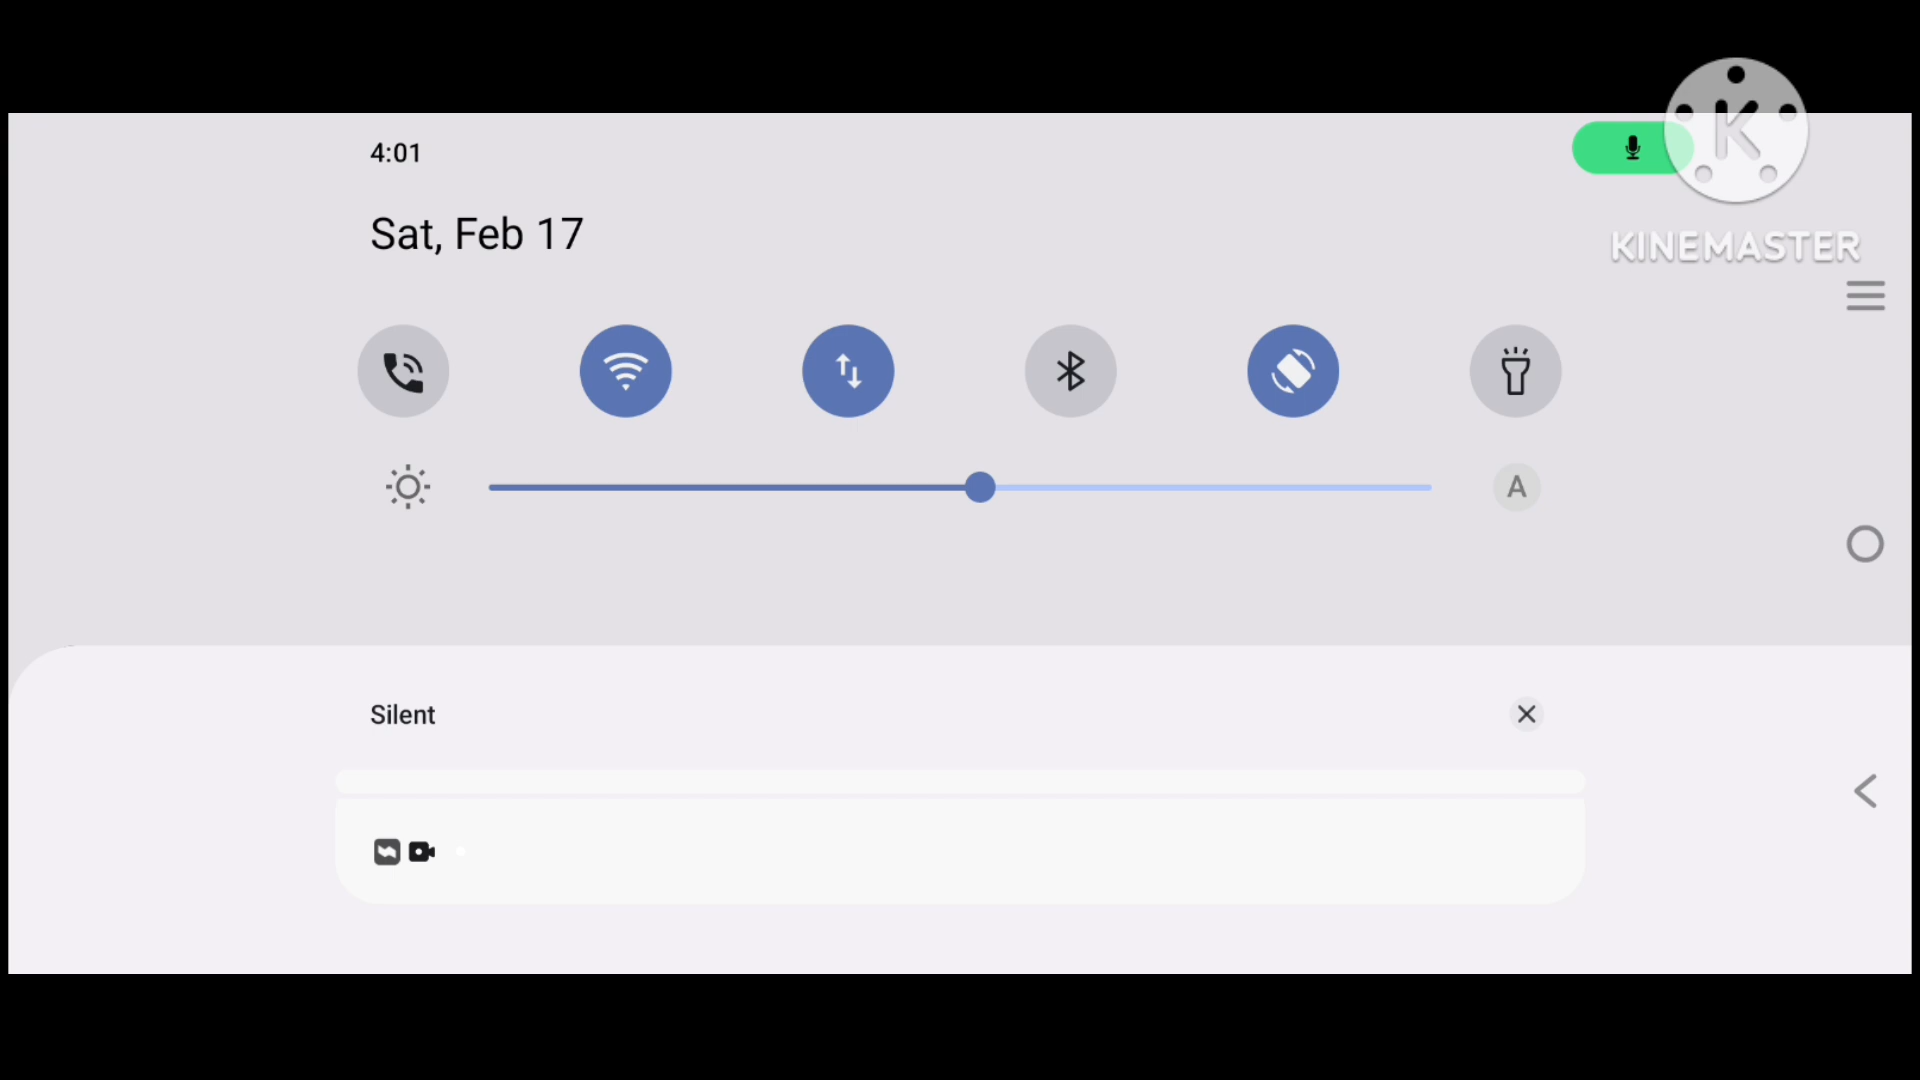 4:01
K
KINEMASTER
Sat, Feb 17
A
Silent